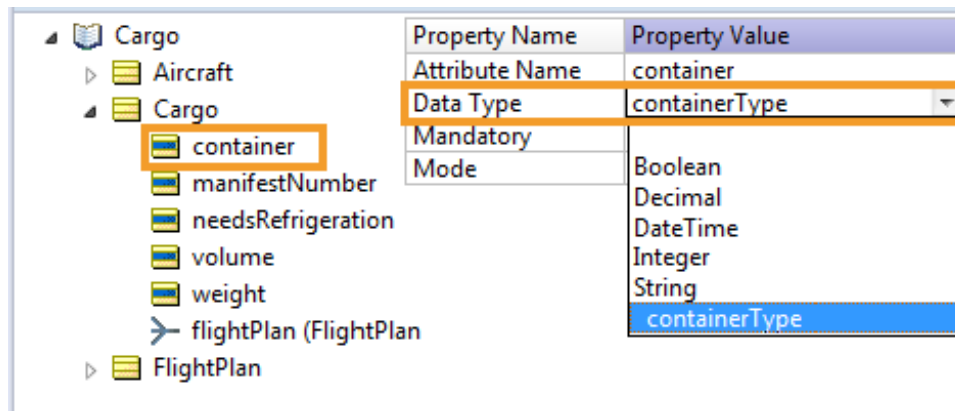 Cargo
Aircraft
Cargo
container
manifestNumber
needsRefrigeration
volume
weight
flightPlan (FlightPlan
FlightPlan
Property Name Property Value
Attribute Name container
Data Type containerType
Mandatory
Mode
Boolean
Decimal
DateTime
Integer
String
containerType